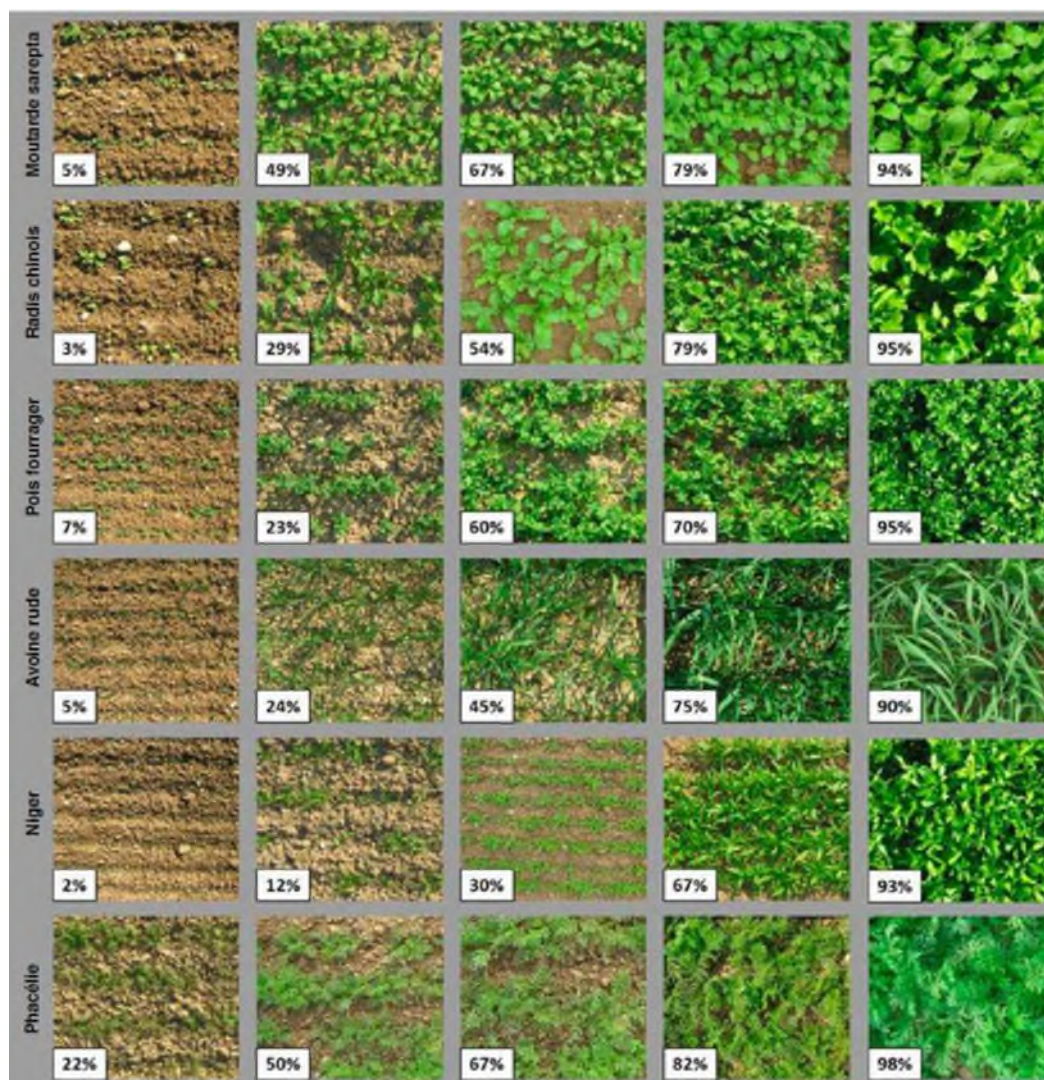 Moutarde sarepta
5% 49% 67% 79% 94%
Radis chinois
3% 29% 54% 79% 95%
Pois fourrager
7% 23% 60% 70% 95%
Avoine rude
5% 24% 45% 75% 90%
Niger
2% 12% 30% 67% 93%
Phacélie
22% 50% 67% 82% 98%